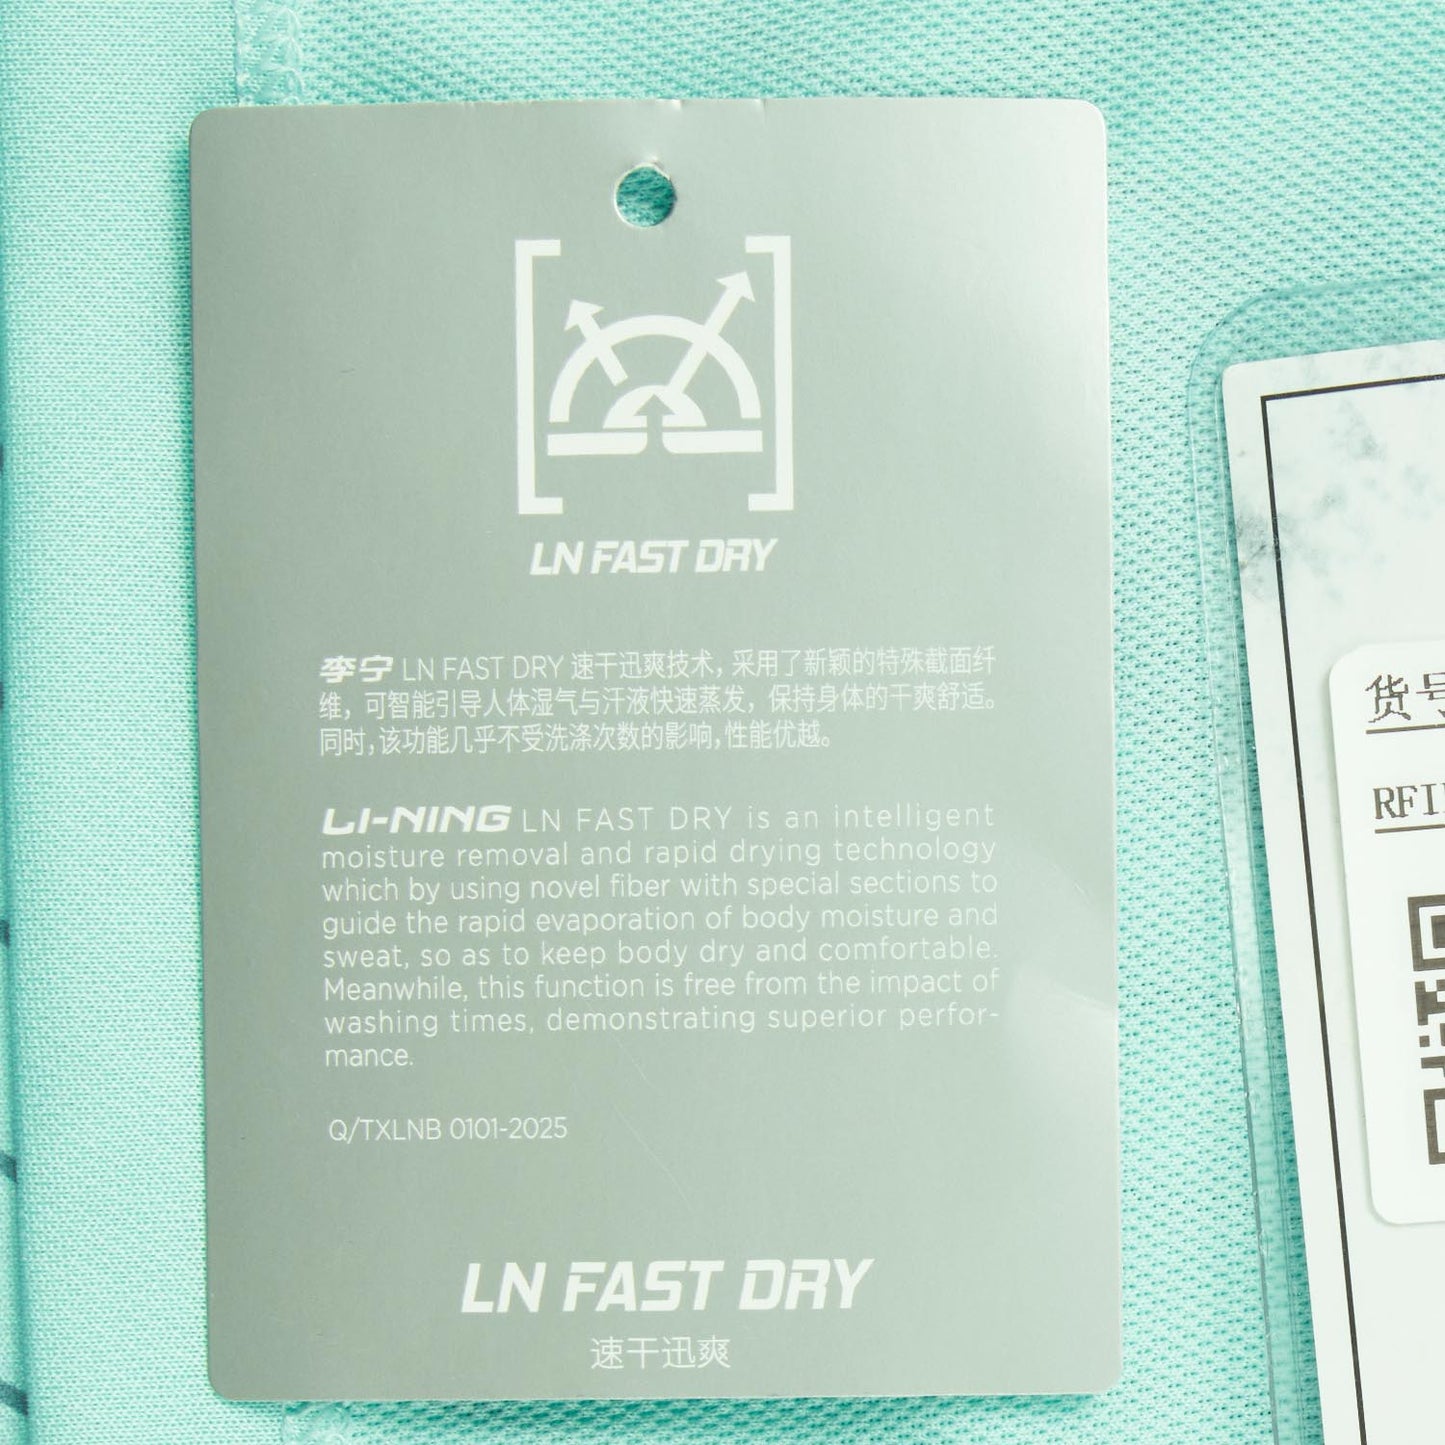 LN FAST DRY
李宁 LN FAST DRY 速干迅爽技术，采用了新颖的特殊截面纤
维，可智能引导人体湿气与汗液快速蒸发，保持身体的干爽舒适。
同时，该功能几乎不受洗涤次数的影响，性能优越。
LI-NING LN FAST DRY is an intelligent
moisture removal and rapid drying technology
which by using novel fiber with special sections to
guide the rapid evaporation of body moisture and
sweat, so as to keep body dry and comfortable.
Meanwhile, this function is free from the impact of
washing times, demonstrating superior perfor-
mance.
Q/TXLNB 0101-2025
LN FAST DRY
速干迅爽
货号
RFI